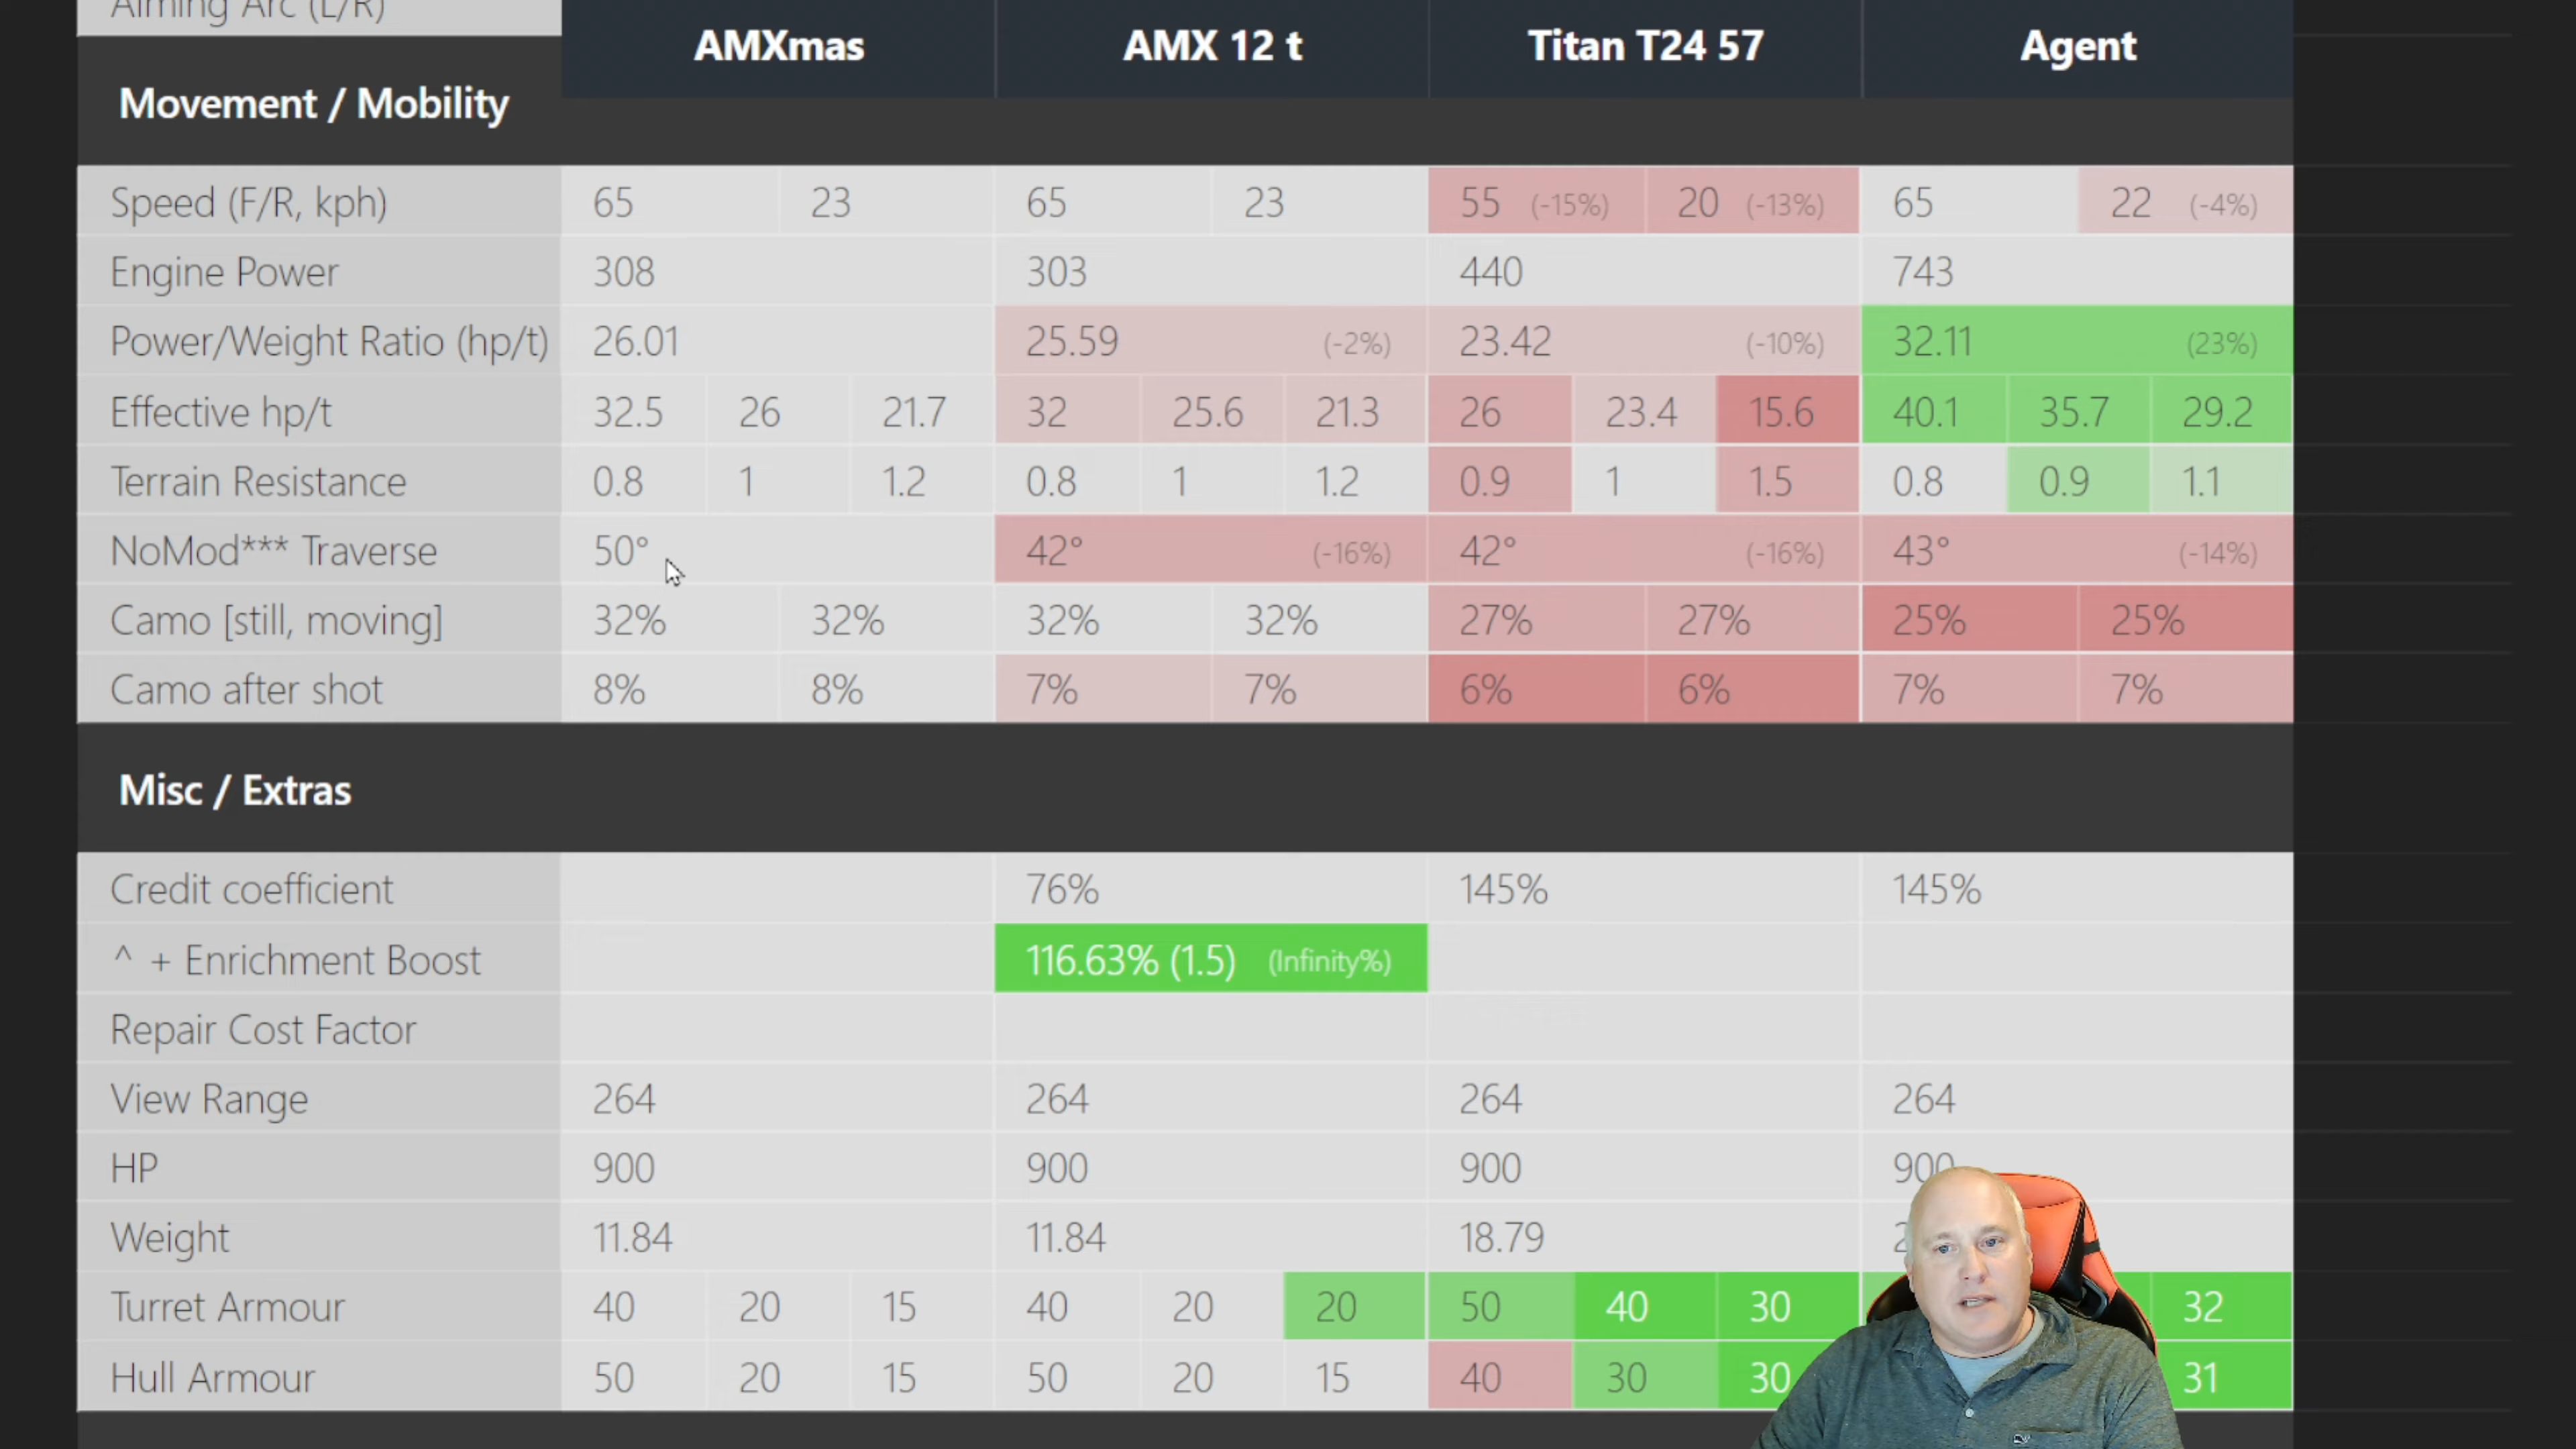 Aiming Arc (L/R)
AMXmas AMX 12 t Titan T24 57 Agent
Movement / Mobility
Speed (F/R, kph) 65 23 65 23 55 (-15%) 20 (-13%) 65 22 (-4%)
Engine Power 308 303 440 743
Power/Weight Ratio (hp/t) 26.01 25.59 (-2%) 23.42 (-10%) 32.11 (23%)
Effective hp/t 32.5 26 21.7 32 25.6 21.3 26 23.4 15.6 40.1 35.7 29.2
Terrain Resistance 0.8 1 1.2 0.8 1 1.2 0.9 1 1.5 0.8 0.9 1.1
NoMod*** Traverse 50° 42° (-16%) 42° (-16%) 43° (-14%)
Camo [still, moving] 32% 32% 32% 32% 27% 27% 25% 25%
Camo after shot 8% 8% 7% 7% 6% 6% 7% 7%
Misc / Extras
Credit coefficient 76% 145% 145%
^ + Enrichment Boost 116.63% (1.5) (Infinity%)
Repair Cost Factor
View Range 264 264 264 264
HP 900 900 900 900
Weight 11.84 11.84 18.79
Turret Armour 40 20 15 40 20 20 50 40 30 32
Hull Armour 50 20 15 50 20 15 40 30 30 31